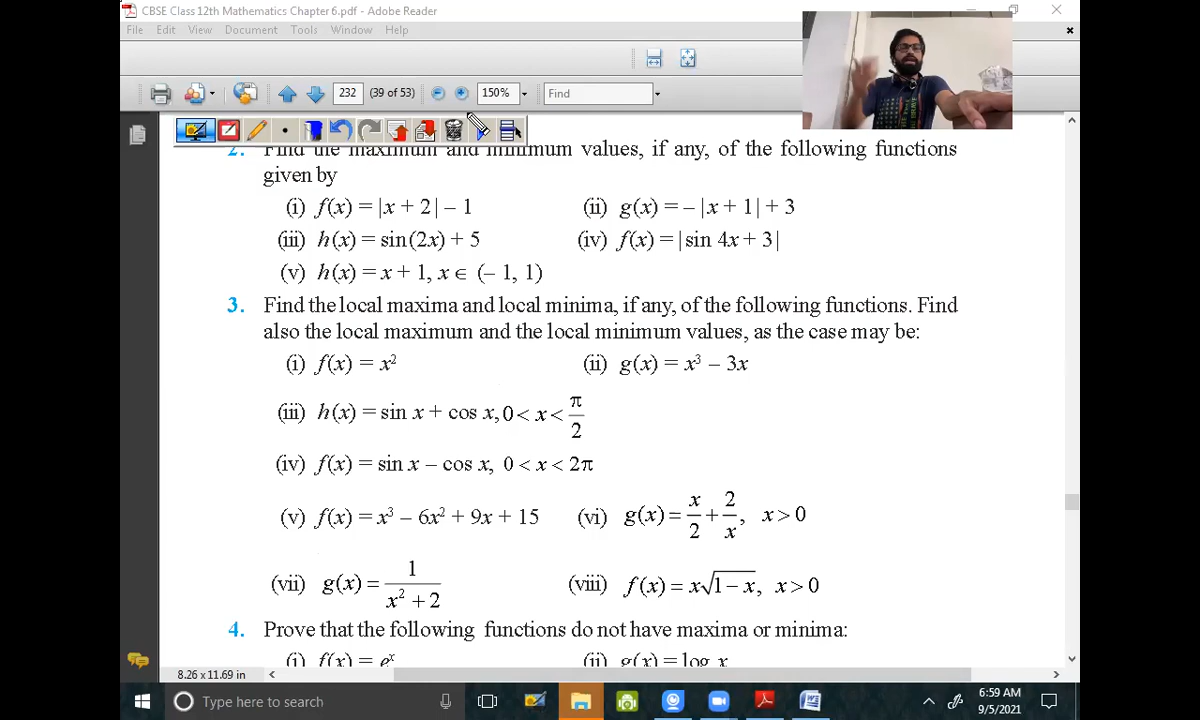 CBSE Class 12th Mathematics Chapter 6.pdf - Adobe Reader
File Edit View Document Tools Window Help
232 (39 of 53) 150% Find
2. Find the maximum and minimum values, if any, of the following functions
given by
(i) f(x) = |x + 2| – 1 (ii) g(x) = – |x + 1| + 3
(iii) h(x) = sin(2x) + 5 (iv) f(x) = |sin 4x + 3|
(v) h(x) = x + 1, x ∈ (– 1, 1)
3. Find the local maxima and local minima, if any, of the following functions. Find
also the local maximum and the local minimum values, as the case may be:
(i) f(x) = x² (ii) g(x) = x³ – 3x
(iii) h(x) = sin x + cos x, 0 < x < π/2
(iv) f(x) = sin x – cos x, 0 < x < 2π
(v) f(x) = x³ – 6x² + 9x + 15 (vi) g(x) = x/2 + 2/x, x > 0
(vii) g(x) = 1/(x² + 2) (viii) f(x) = x√(1 – x), x > 0
4. Prove that the following functions do not have maxima or minima:
(i) f(x) = eˣ (ii) g(x) = log x
8.26 x 11.69 in
Type here to search
6:59 AM
9/5/2021